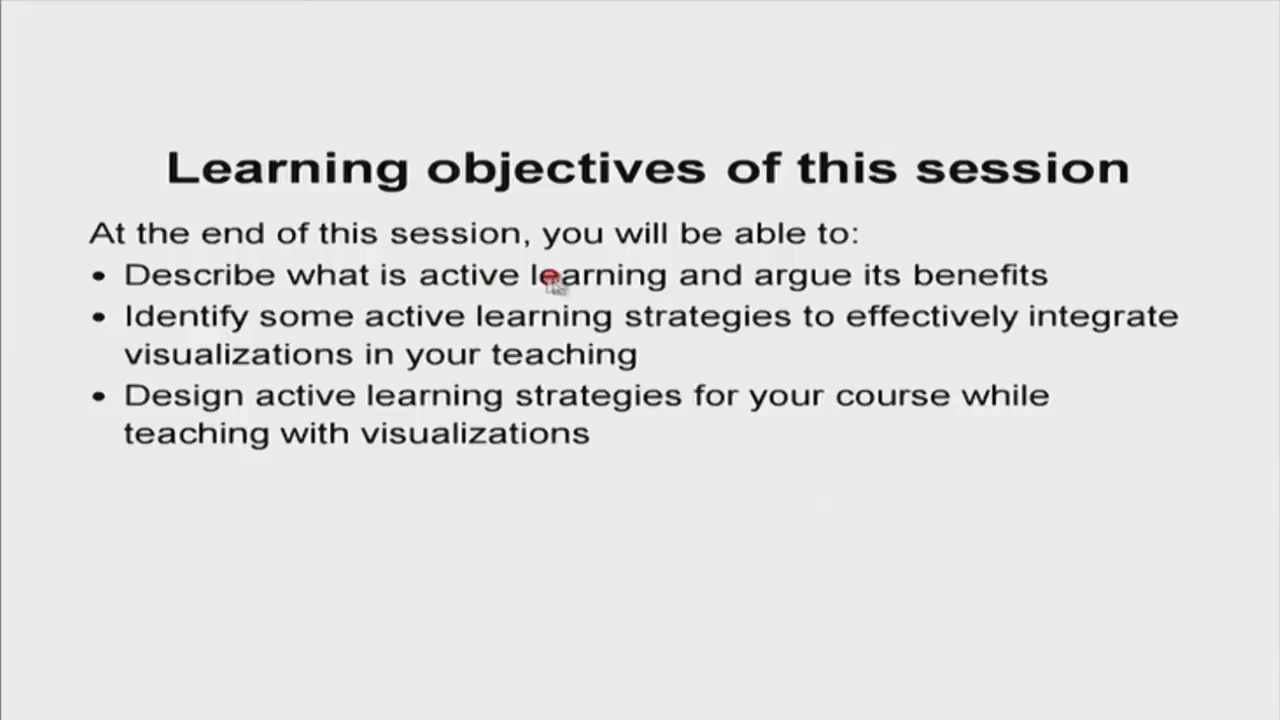 Learning objectives of this session
At the end of this session, you will be able to:
• Describe what is active learning and argue its benefits
• Identify some active learning strategies to effectively integrate
visualizations in your teaching
• Design active learning strategies for your course while
teaching with visualizations